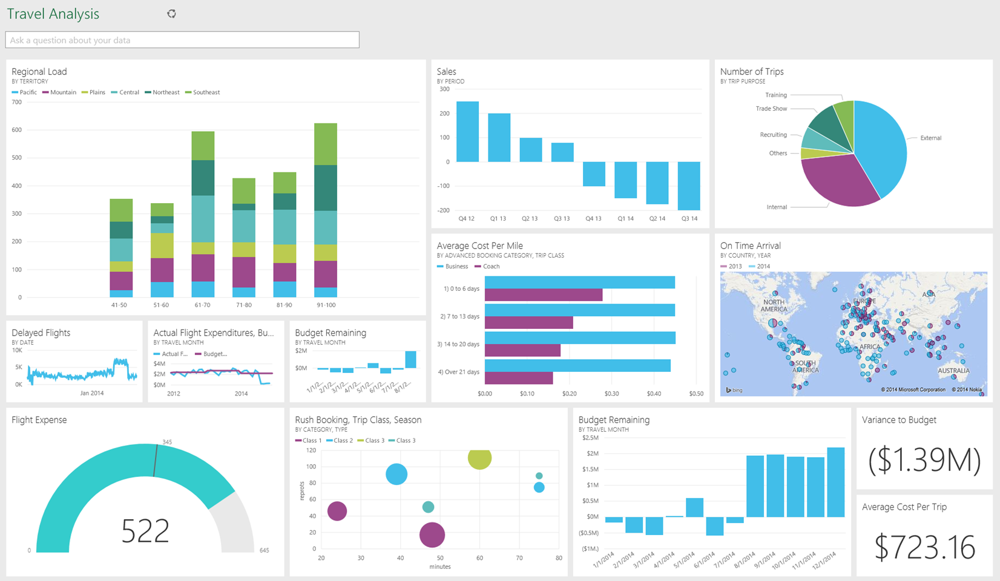 Travel Analysis
Ask a question about your data
Regional Load
BY TERRITORY
Pacific Mountain Plains Central Northeast Southeast
700
600
500
400
300
200
100
0
41-50 51-60 61-70 71-80 81-90 91-100
Sales
BY PERIOD
300
200
100
0
-100
-200
Q4 12 Q1 13 Q2 13 Q3 13 Q4 13 Q1 14 Q2 14 Q3 14
Number of Trips
BY TRIP PURPOSE
Training
Trade Show
Recruiting
External
Others
Internal
Average Cost Per Mile
BY ADVANCED BOOKING CATEGORY, TRIP CLASS
Business Coach
1) 0 to 6 days
2) 7 to 13 days
3) 14 to 20 days
4) Over 21 days
$0.00 $0.10 $0.20 $0.30 $0.40 $0.50
On Time Arrival
BY COUNTRY, YEAR
2013 2014
NORTH
AMERICA
EUROPE
ASIA
AFRICA
SOUTH
AMERICA
AUSTRALIA
bing © 2014 Microsoft Corporation © 2014 Nokia
Delayed Flights
BY DATE
10K
5K
0K
Jan 2014
Actual Flight Expenditures, Bu...
BY TRAVEL MONTH
Actual F... Budget...
$4M
$2M
$0M
2012 2014
Budget Remaining
BY TRAVEL MONTH
$2M
$0M
1/1/2... 2/1/2... 3/1/2... 4/1/2... 5/1/2... 6/1/2... 7/1/2... 8/1/2...
Flight Expense
345
522
0 645
Rush Booking, Trip Class, Season
BY CATEGORY, TYPE
Class 1 Class 2 Class 3 Class 3
120
100
80
60
40
20
0
reprots
20 30 40 50 60 70 80
minutes
Budget Remaining
BY TRAVEL MONTH
$2.5M
$2M
$1.5M
$1M
$0.5M
$0M
($0.5M)
($1M.)
1/1/2014 2/1/2014 3/1/2014 4/1/2014 5/1/2014 6/1/2014 7/1/2014 8/1/2014 9/1/2014 10/1/2014 11/1/2014 12/1/2014
Variance to Budget
($1.39M)
Average Cost Per Trip
$723.16